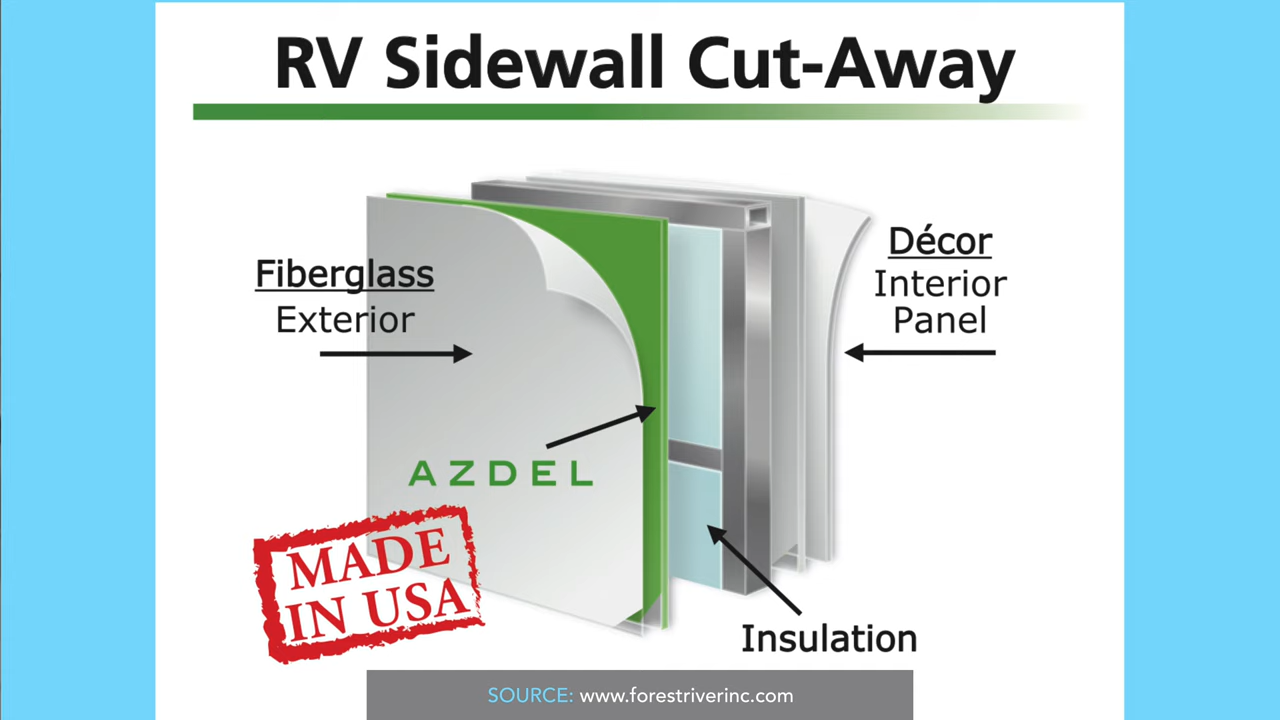 RV Sidewall Cut-Away
Fiberglass
Exterior
Décor
Interior
Panel
AZDEL
MADE
IN USA
Insulation
SOURCE: www.forestriverinc.com